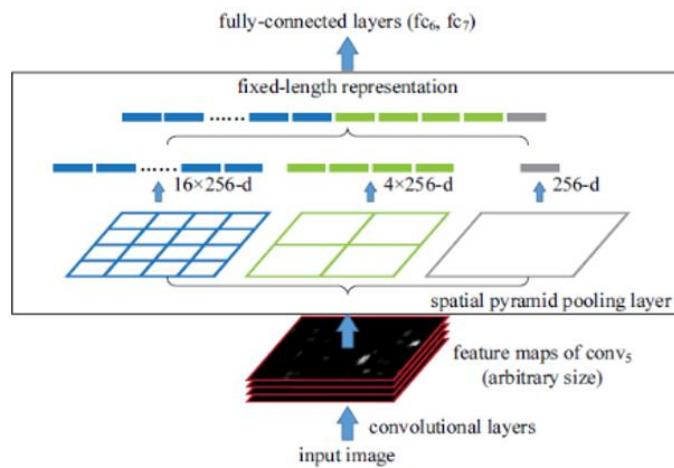 fully-connected layers (fc₆, fc₇)
fixed-length representation
......
......
16×256-d
4×256-d
256-d
spatial pyramid pooling layer
feature maps of conv₅
(arbitrary size)
convolutional layers
input image